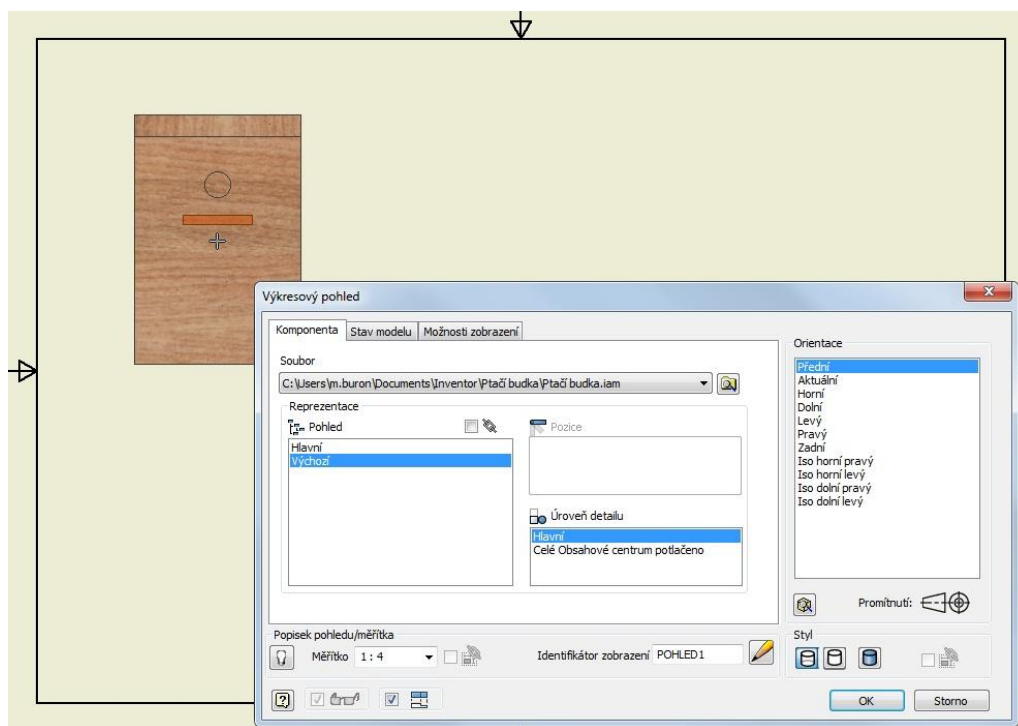 Výkresový pohled
Komponenta
Stav modelu
Možnosti zobrazení
Soubor
C:\Users\m.buron\Documents\Inventor\Ptačí budka\Ptačí budka.iam
Reprezentace
Pohled
Hlavní
Výchozí
Pozice
Úroveň detailu
Hlavní
Celé Obsahové centrum potlačeno
Orientace
Přední
Aktuální
Horní
Dolní
Levý
Pravý
Zadní
Iso horní pravý
Iso horní levý
Iso dolní pravý
Iso dolní levý
Promítnutí:
Popisek pohledu/měřítka
Měřítko 1 : 4
Identifikátor zobrazení POHLED1
Styl
OK
Storno